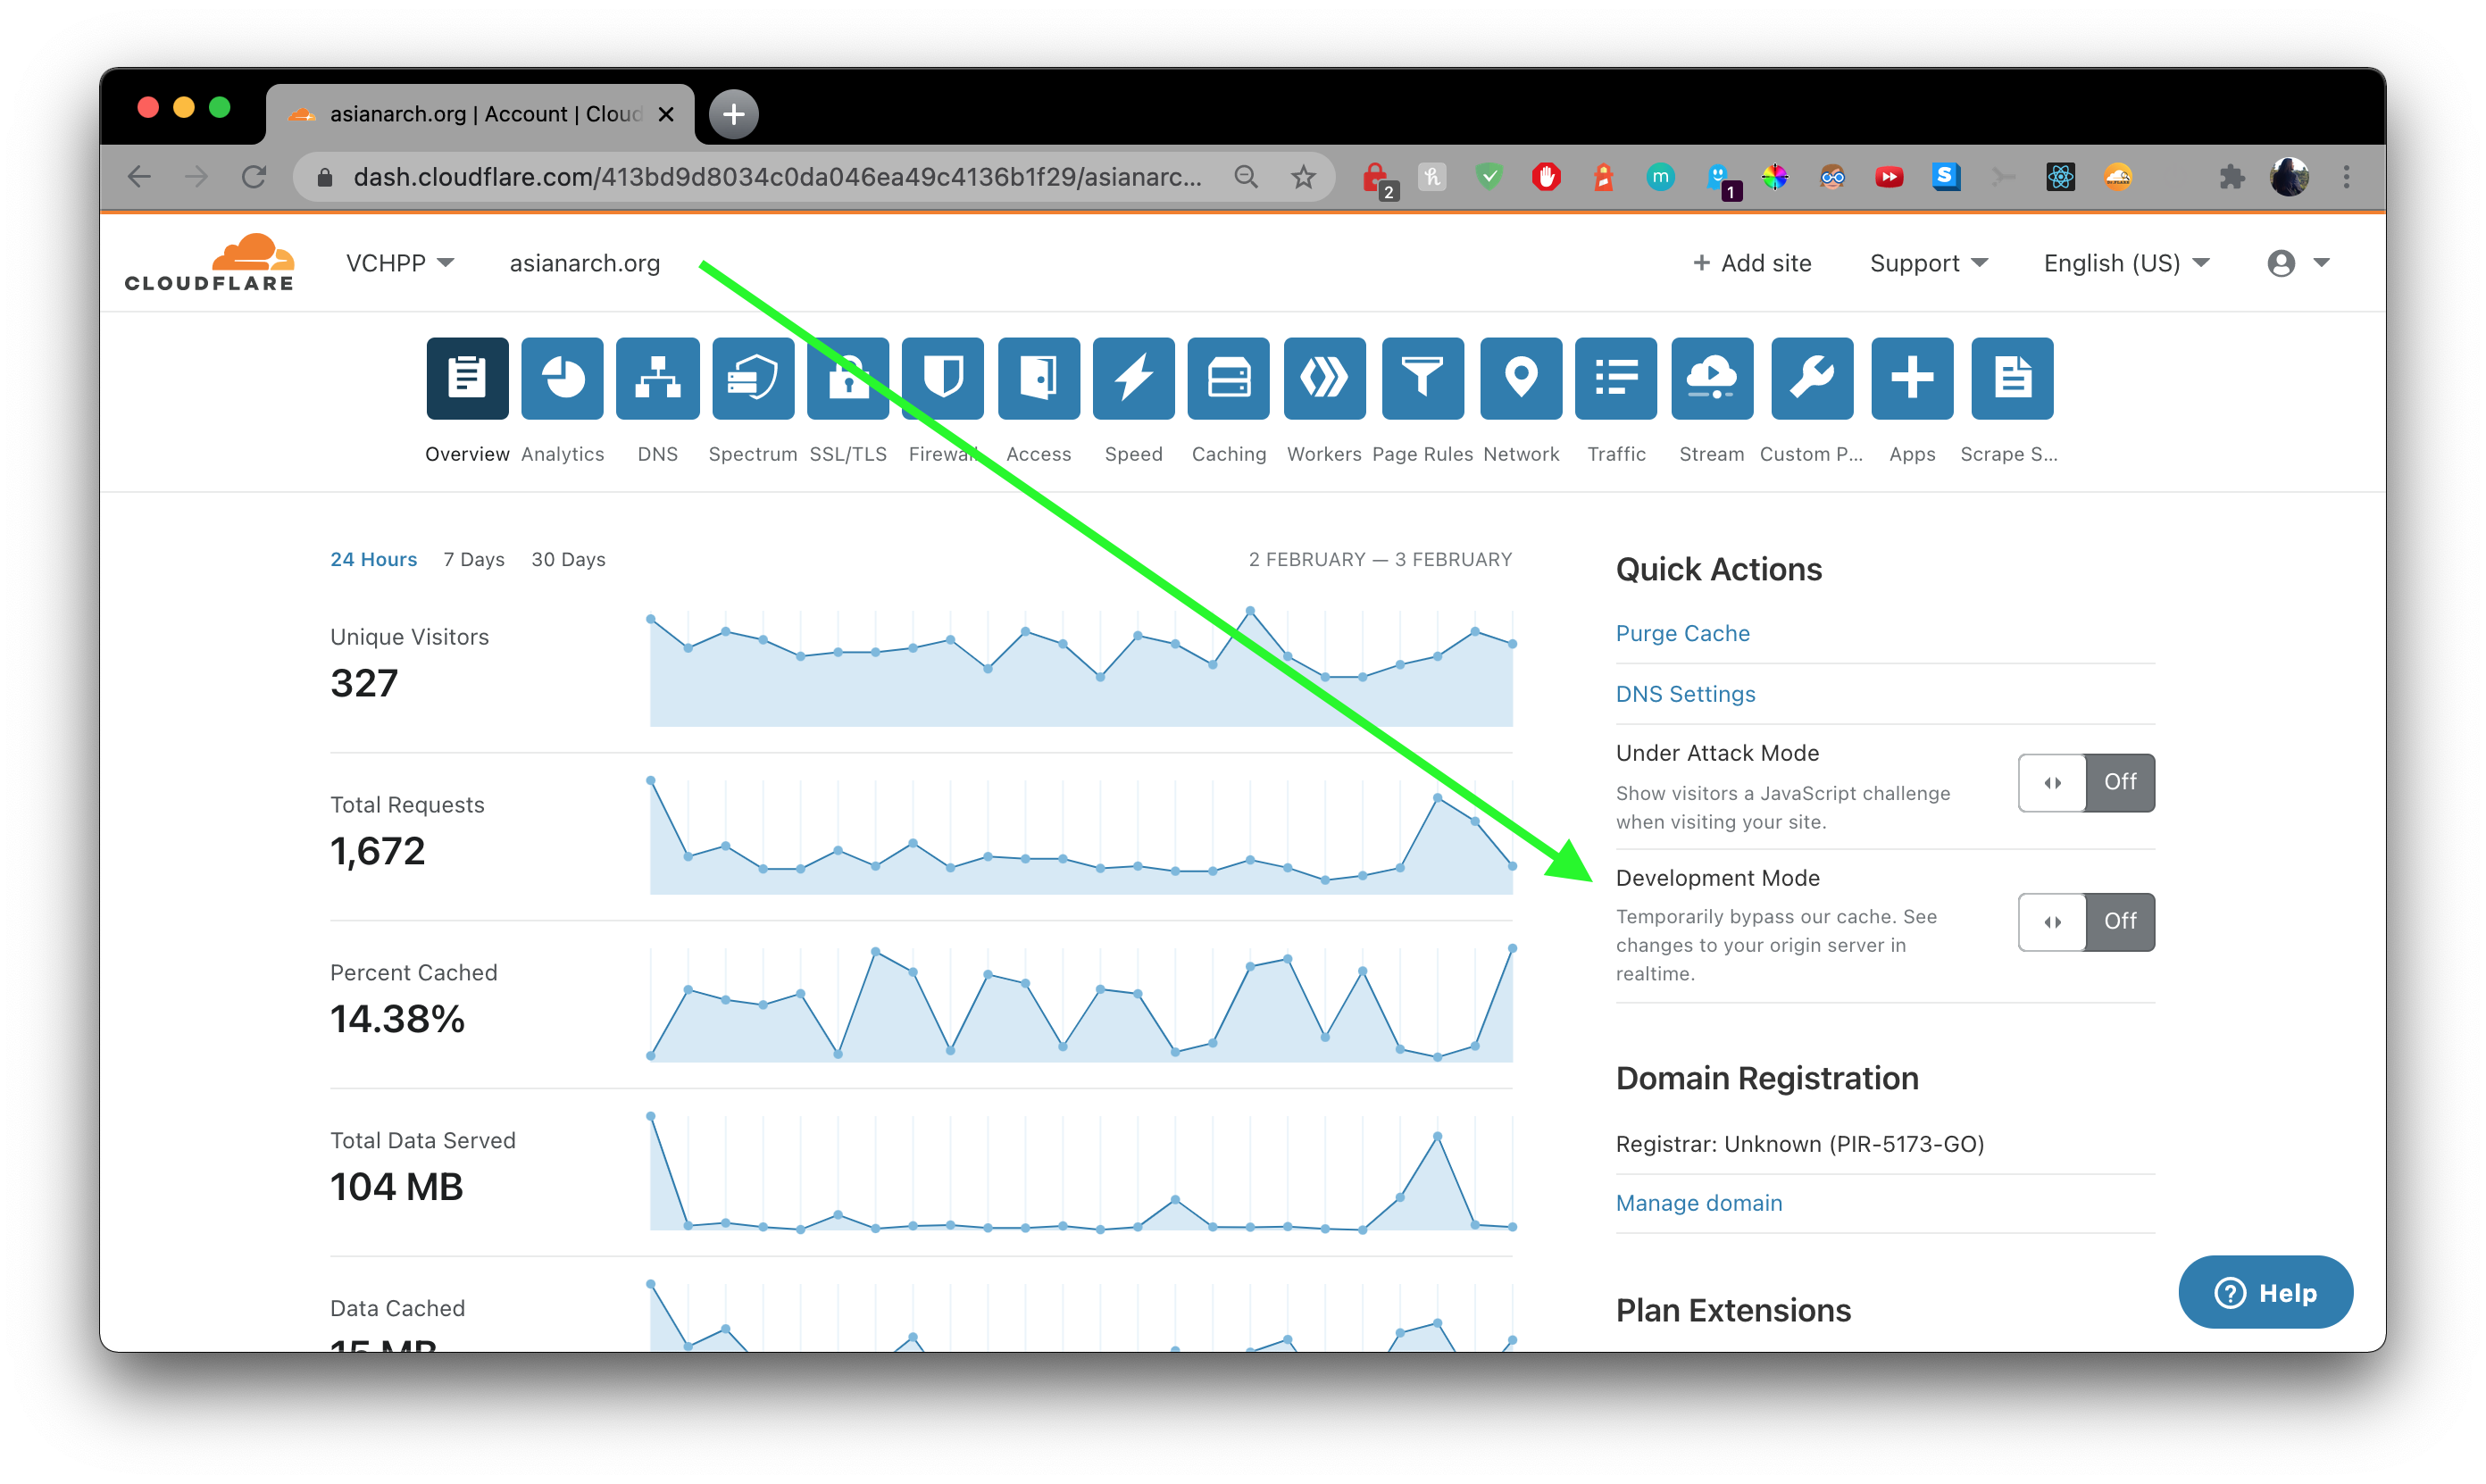 asianarch.org | Account | Cloud
dash.cloudflare.com/413bd9d8034c0da046ea49c4136b1f29/asianarc...
2
1
CLOUDFLARE
VCHPP
asianarch.org
+ Add site
Support
English (US)
Overview
Analytics
DNS
Spectrum
SSL/TLS
Firewall
Access
Speed
Caching
Workers
Page Rules
Network
Traffic
Stream
Custom P...
Apps
Scrape S...
24 Hours 7 Days 30 Days
2 FEBRUARY — 3 FEBRUARY
Unique Visitors
327
Total Requests
1,672
Percent Cached
14.38%
Total Data Served
104 MB
Data Cached
15 MB
Quick Actions
Purge Cache
DNS Settings
Under Attack Mode
Show visitors a JavaScript challenge
when visiting your site.
Off
Development Mode
Temporarily bypass our cache. See
changes to your origin server in
realtime.
Off
Domain Registration
Registrar: Unknown (PIR-5173-GO)
Manage domain
Plan Extensions
Help